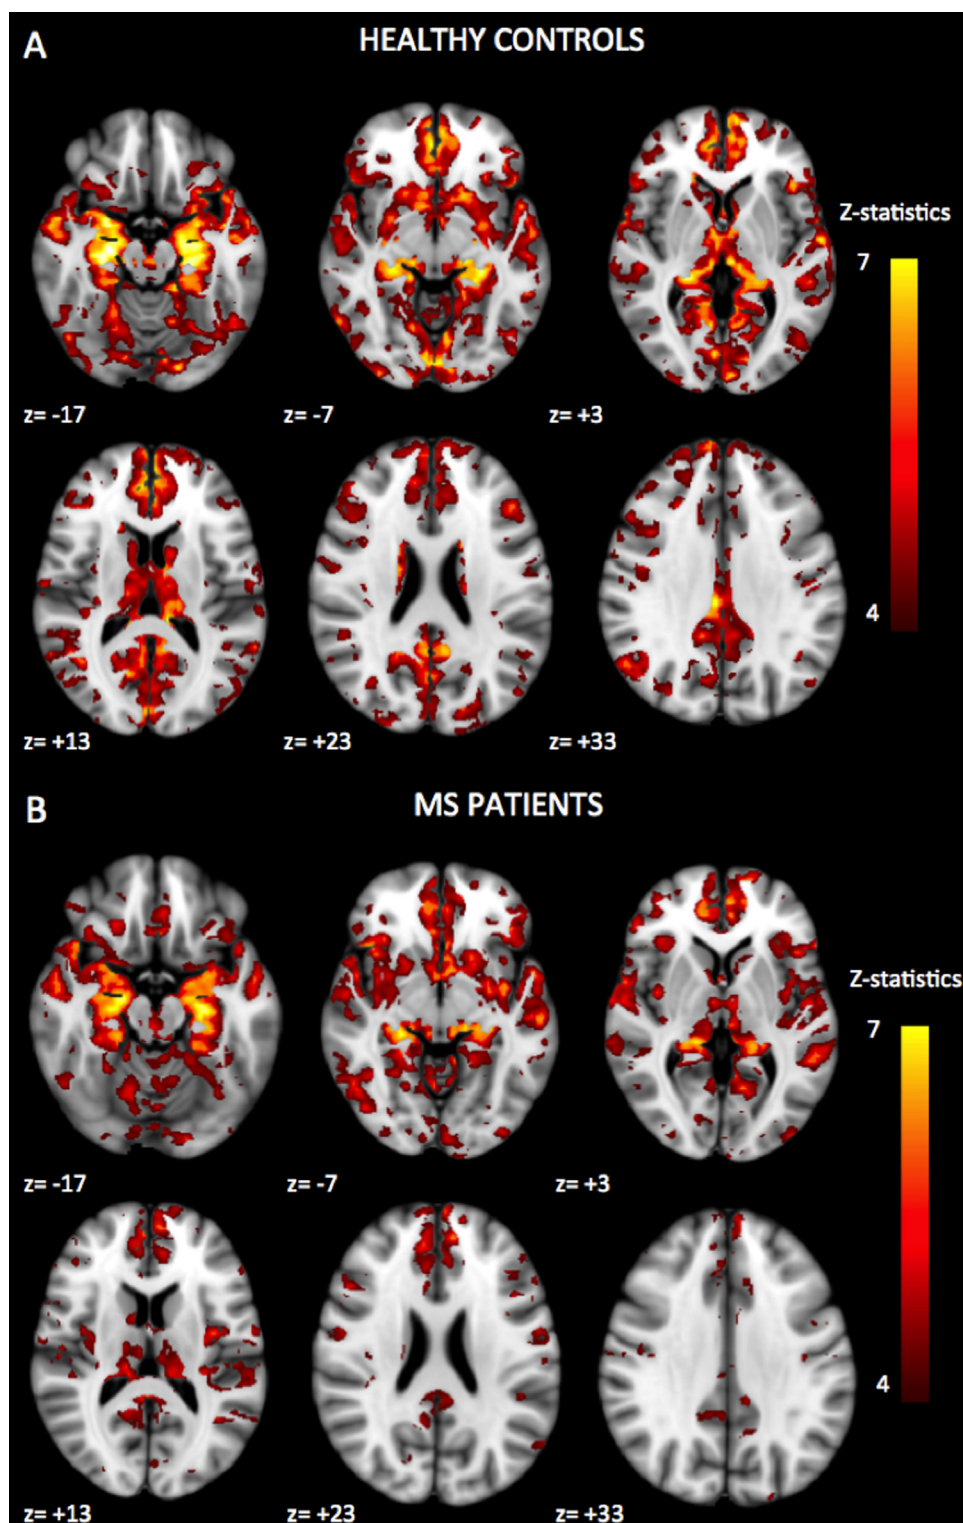 A
HEALTHY CONTROLS
Z-statistics
7
4
z= -17
z= -7
z= +3
z= +13
z= +23
z= +33
B
MS PATIENTS
Z-statistics
7
4
z= -17
z= -7
z= +3
z= +13
z= +23
z= +33